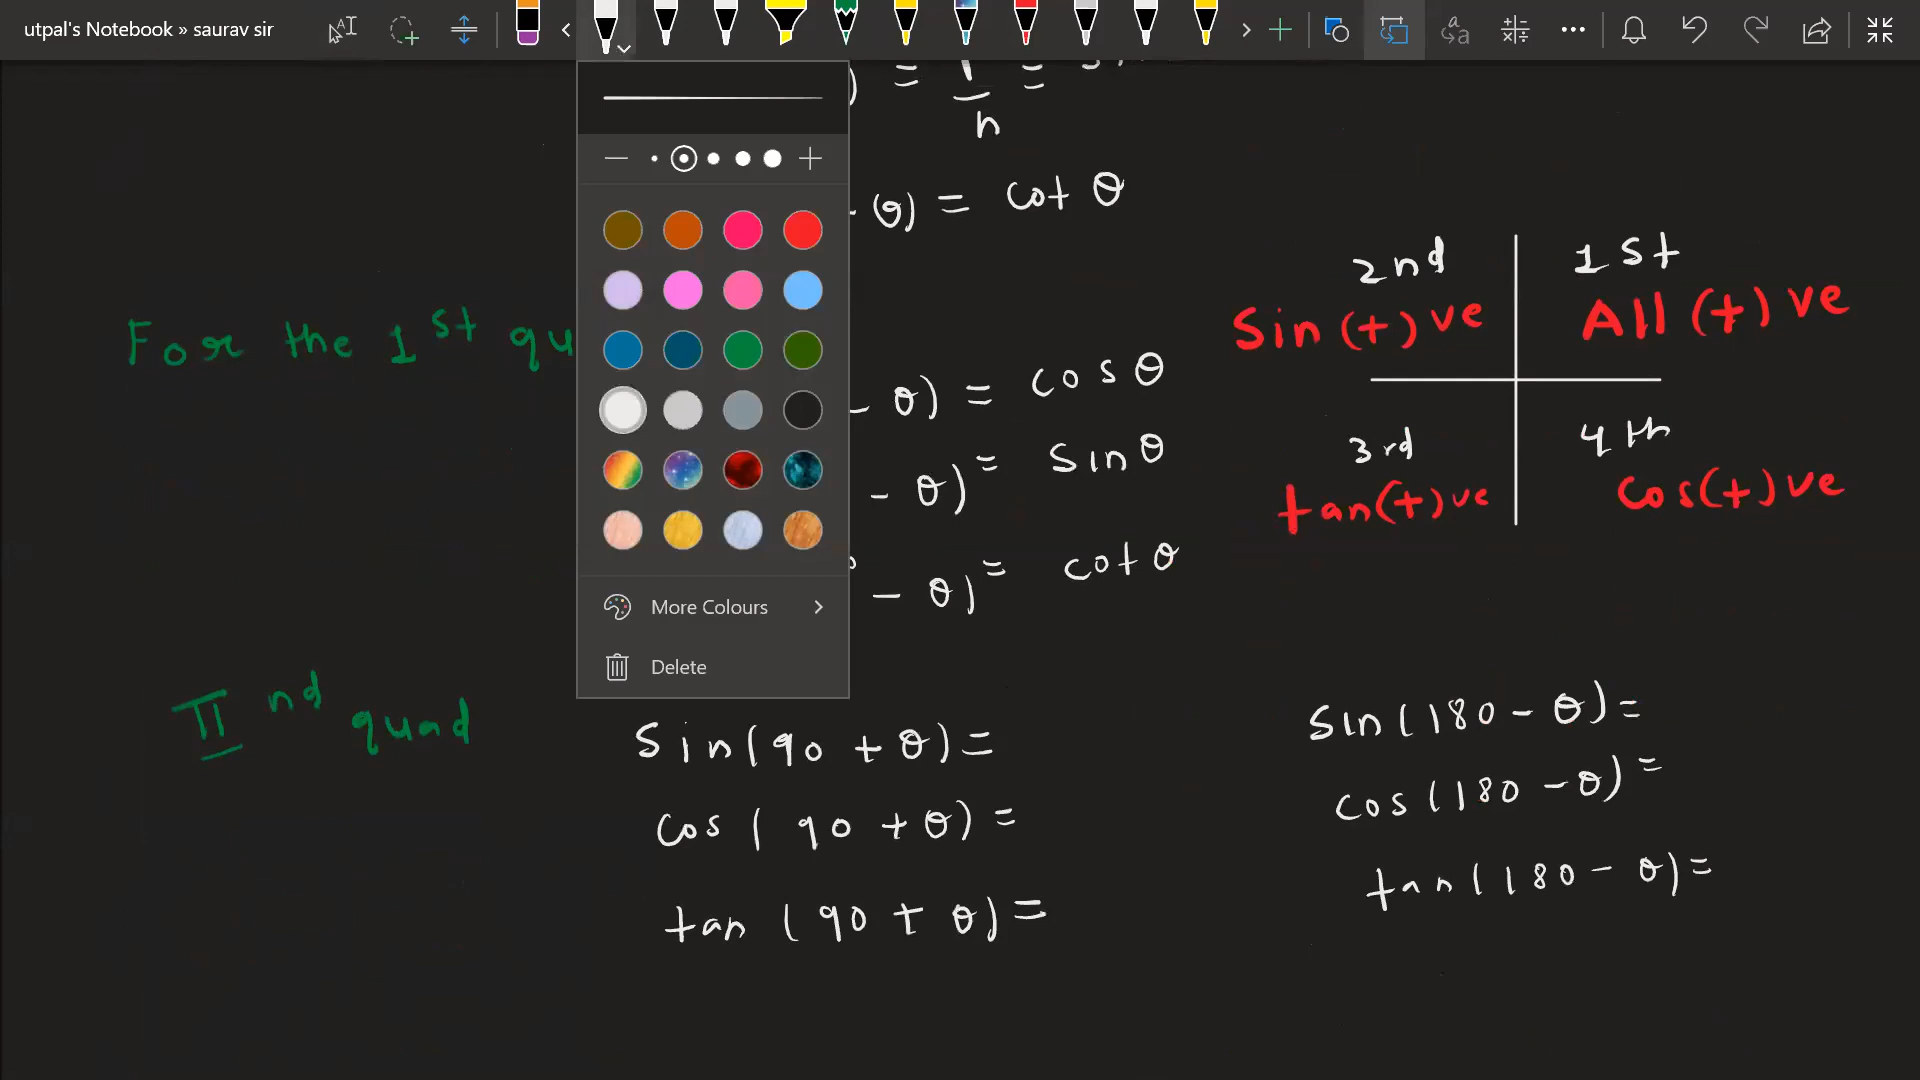 utpal's Notebook » saurav sir
h
θ) = cot θ
For the 1st
- θ) = cos θ
- θ) = sin θ
- θ) = cot θ
2nd
1st
Sin (+) ve
All (+) ve
3rd
4th
tan (+) ve
Cos (+) ve
More Colours
Delete
II nd quad
Sin (90 + θ) =
cos (90 + θ) =
tan (90 + θ) =
Sin (180 - θ) =
cos (180 - θ) =
tan (180 - θ) =